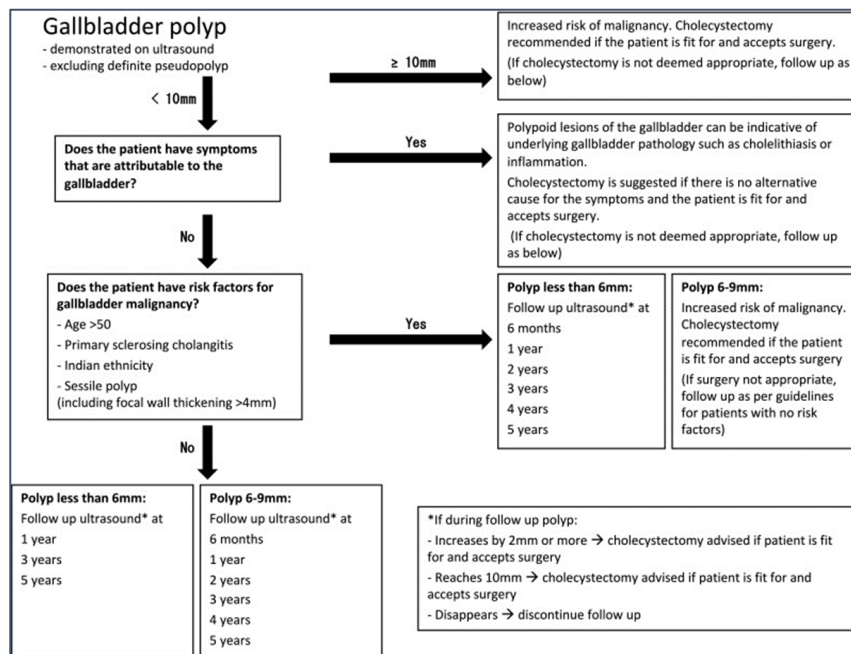 Gallbladder polyp
- demonstrated on ultrasound
- excluding definite pseudopolyp
≥ 10mm
Increased risk of malignancy. Cholecystectomy
recommended if the patient is fit for and accepts surgery.
(If cholecystectomy is not deemed appropriate, follow up as
below)
< 10mm
Does the patient have symptoms
that are attributable to the
gallbladder?
Yes
Polypoid lesions of the gallbladder can be indicative of
underlying gallbladder pathology such as cholelithiasis or
inflammation.
Cholecystectomy is suggested if there is no alternative
cause for the symptoms and the patient is fit for and
accepts surgery.
(If cholecystectomy is not deemed appropriate, follow up
as below)
No
Does the patient have risk factors for
gallbladder malignancy?
- Age >50
- Primary sclerosing cholangitis
- Indian ethnicity
- Sessile polyp
(including focal wall thickening >4mm)
Yes
Polyp less than 6mm:
Follow up ultrasound* at
6 months
1 year
2 years
3 years
4 years
5 years
Polyp 6-9mm:
Increased risk of malignancy.
Cholecystectomy
recommended if the patient
is fit for and accepts surgery
(If surgery not appropriate,
follow up as per guidelines
for patients with no risk
factors)
No
Polyp less than 6mm:
Follow up ultrasound* at
1 year
3 years
5 years
Polyp 6-9mm:
Follow up ultrasound* at
6 months
1 year
2 years
3 years
4 years
5 years
*If during follow up polyp:
- Increases by 2mm or more → cholecystectomy advised if patient is fit
for and accepts surgery
- Reaches 10mm → cholecystectomy advised if patient is fit for and
accepts surgery
- Disappears → discontinue follow up